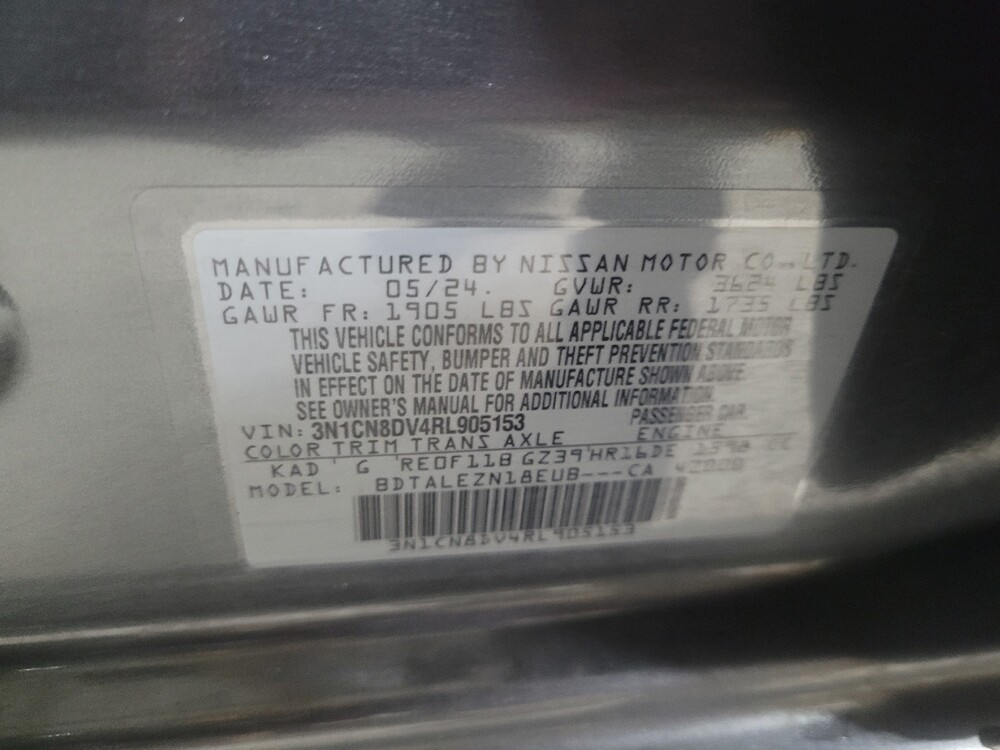 MANUFACTURED BY NISSAN MOTOR CO., LTD.
DATE: 05/24. GVWR: 3624 LBS
GAWR FR: 1905 LBS GAWR RR: 1735 LBS
THIS VEHICLE CONFORMS TO ALL APPLICABLE FEDERAL MOTOR
VEHICLE SAFETY, BUMPER AND THEFT PREVENTION STANDARDS
IN EFFECT ON THE DATE OF MANUFACTURE SHOWN ABOVE.
SEE OWNER'S MANUAL FOR ADDITIONAL INFORMATION.
VIN: 3N1CN8DV4RL905153 PASSENGER CAR
COLOR TRIM TRANS AXLE ENGINE
KAD G RE0F11B GZ39 HR16DE 1598 CC
MODEL: BDTALEZN18EUB---CA
3N1CN8DV4RL905153